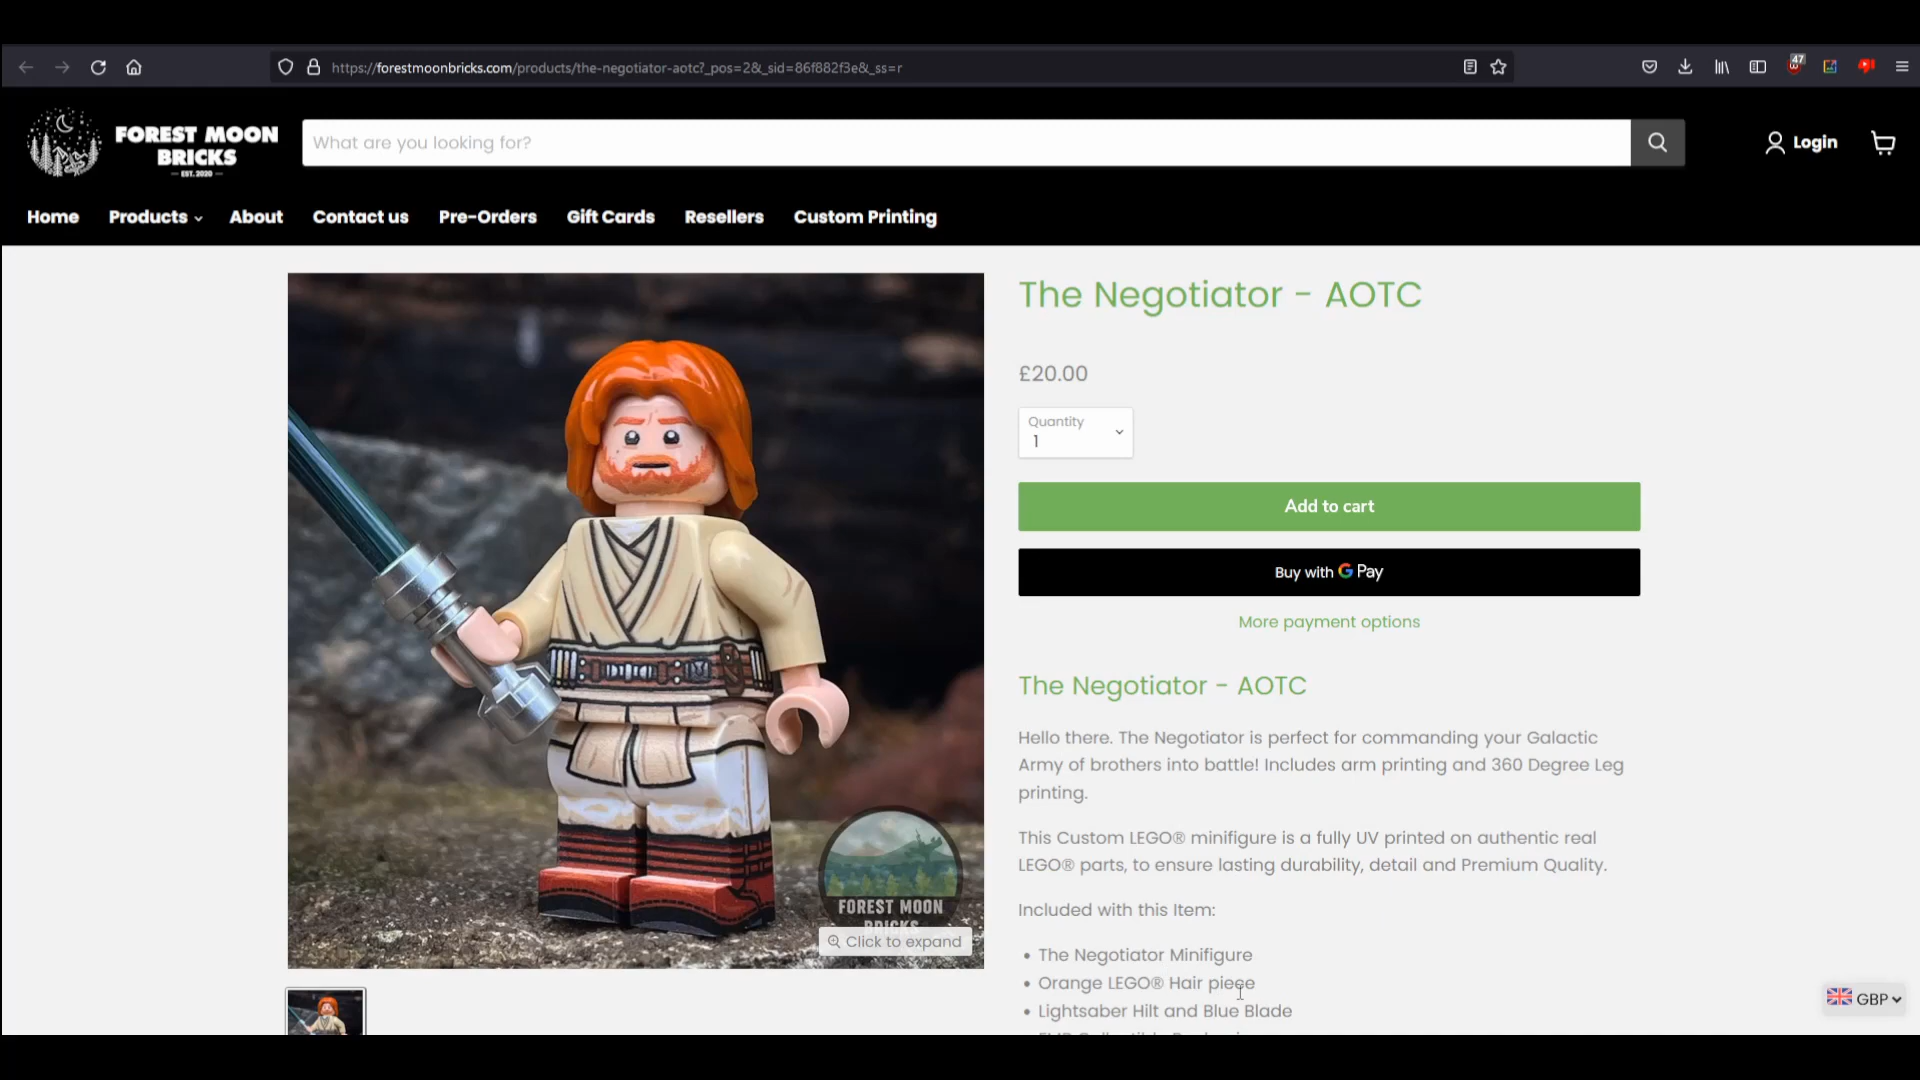 https://forestmoonbricks.com/products/the-negotiator-aotc?_pos=2&_sid=86f882f3e&_ss=r
47
FOREST MOON
BRICKS
EST. 2020
What are you looking for?
Login
Home
Products
About
Contact us
Pre-Orders
Gift Cards
Resellers
Custom Printing
The Negotiator - AOTC
£20.00
Quantity
1
Add to cart
Buy with G Pay
More payment options
The Negotiator - AOTC
Hello there. The Negotiator is perfect for commanding your Galactic
Army of brothers into battle! Includes arm printing and 360 Degree Leg
printing.
This Custom LEGO® minifigure is a fully UV printed on authentic real
LEGO® parts, to ensure lasting durability, detail and Premium Quality.
Included with this Item:
• The Negotiator Minifigure
• Orange LEGO® Hair piece
• Lightsaber Hilt and Blue Blade
FOREST MOON
BRICKS
Click to expand
GBP